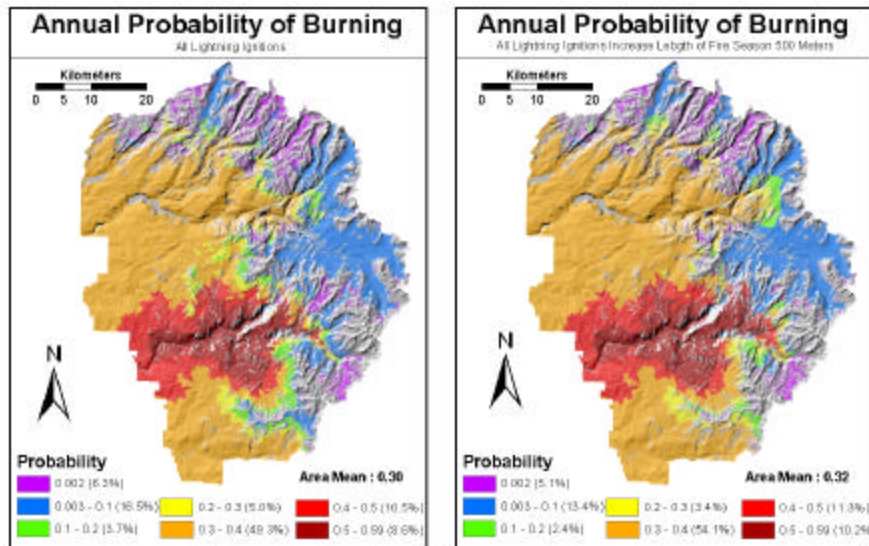 Annual Probability of Burning
All Lightning Ignitions
Kilometers
0 5 10 20
N
Probability
Area Mean : 0.30
0.002 (6.3%)
0.003 - 0.1 (16.5%)
0.1 - 0.2 (3.7%)
0.2 - 0.3 (5.0%)
0.3 - 0.4 (49.3%)
0.4 - 0.5 (10.5%)
0.5 - 0.59 (8.6%)
Annual Probability of Burning
All Lightning Ignitions Increase Length of Fire Season 500 Meters
Kilometers
0 5 10 20
N
Probability
Area Mean : 0.32
0.002 (5.1%)
0.003 - 0.1 (13.4%)
0.1 - 0.2 (2.4%)
0.2 - 0.3 (3.4%)
0.3 - 0.4 (54.1%)
0.4 - 0.5 (11.3%)
0.5 - 0.59 (10.2%)